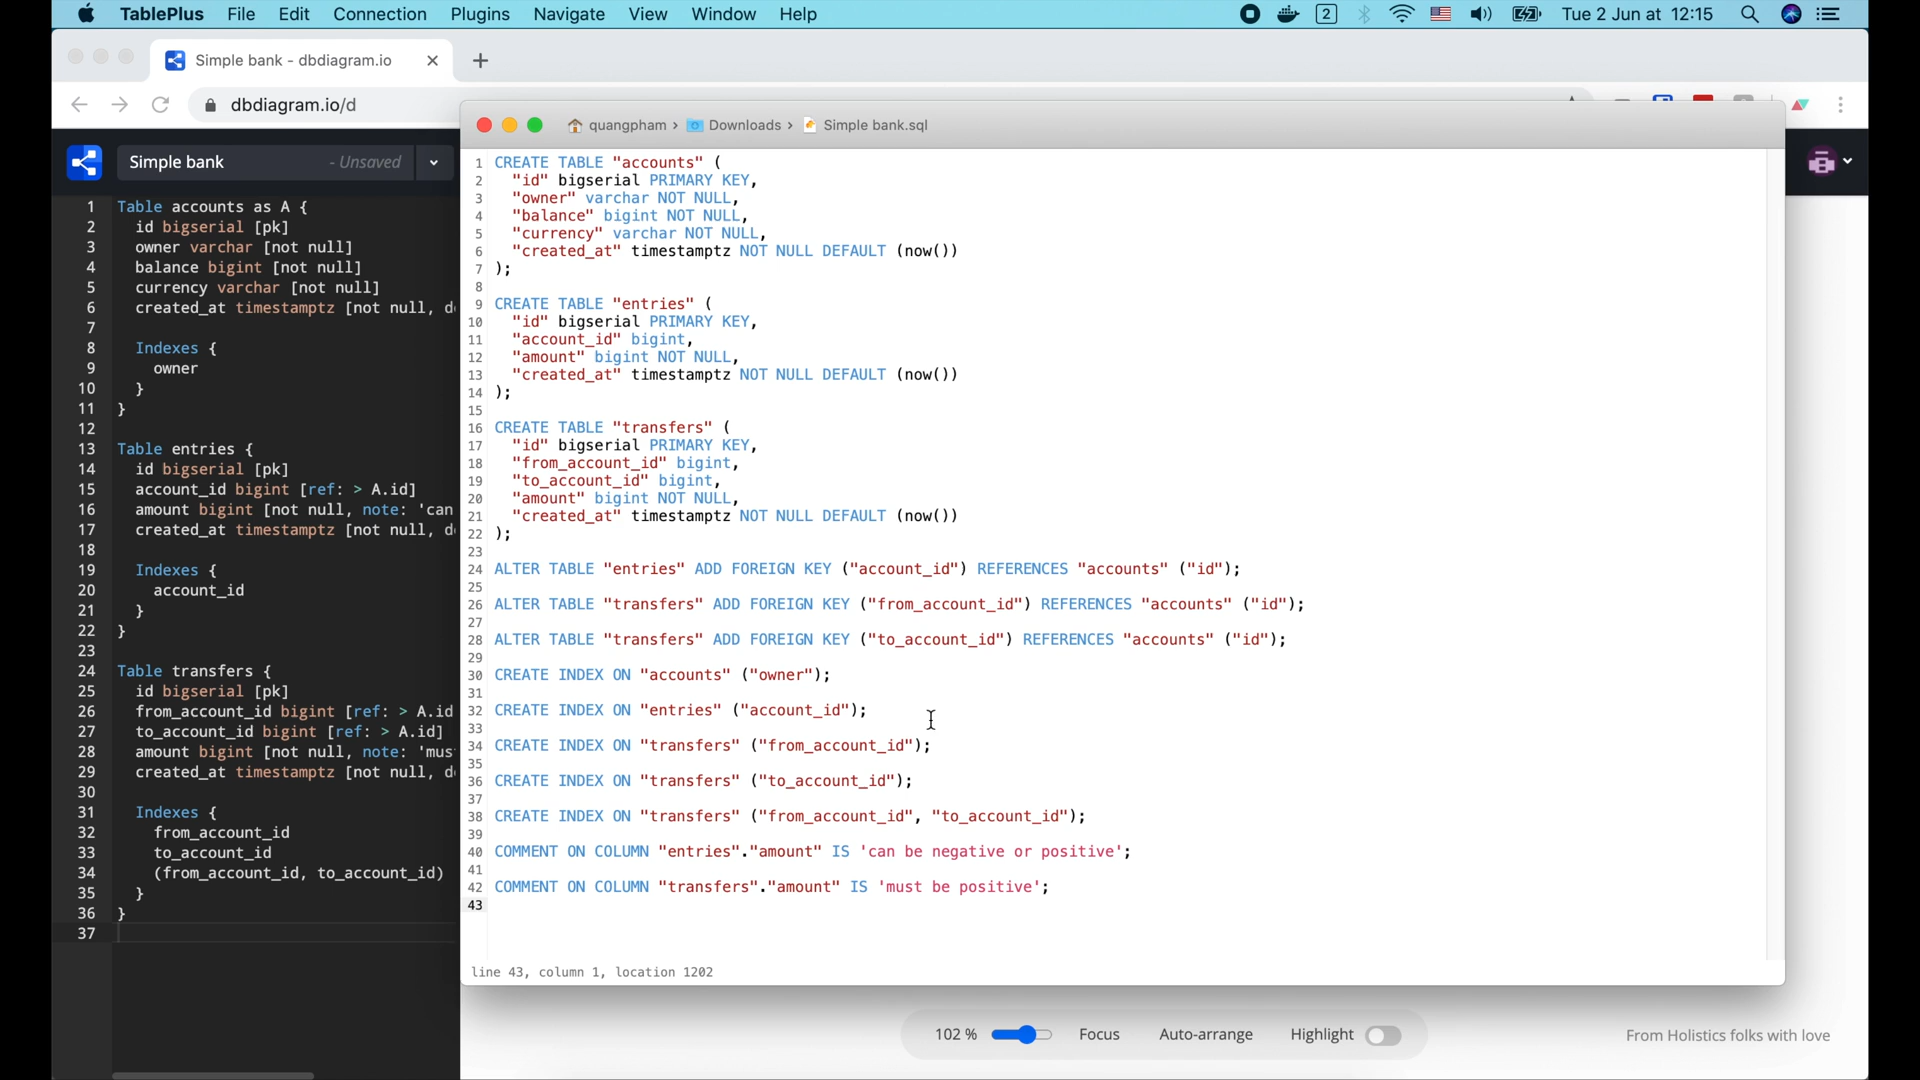 TablePlus File Edit Connection Plugins Navigate View Window Help 2 Tue 2 Jun at 12:15
Simple bank - dbdiagram.io
dbdiagram.io/d
Simple bank - Unsaved
1 Table accounts as A {
2 id bigserial [pk]
3 owner varchar [not null]
4 balance bigint [not null]
5 currency varchar [not null]
6 created_at timestamptz [not null, d
7
8 Indexes {
9 owner
10 }
11 }
12
13 Table entries {
14 id bigserial [pk]
15 account_id bigint [ref: > A.id]
16 amount bigint [not null, note: 'can
17 created_at timestamptz [not null, d
18
19 Indexes {
20 account_id
21 }
22 }
23
24 Table transfers {
25 id bigserial [pk]
26 from_account_id bigint [ref: > A.id
27 to_account_id bigint [ref: > A.id]
28 amount bigint [not null, note: 'mus
29 created_at timestamptz [not null, d
30
31 Indexes {
32 from_account_id
33 to_account_id
34 (from_account_id, to_account_id)
35 }
36 }
37
quangpham › Downloads › Simple bank.sql
1 CREATE TABLE "accounts" (
2 "id" bigserial PRIMARY KEY,
3 "owner" varchar NOT NULL,
4 "balance" bigint NOT NULL,
5 "currency" varchar NOT NULL,
6 "created_at" timestamptz NOT NULL DEFAULT (now())
7 );
8
9 CREATE TABLE "entries" (
10 "id" bigserial PRIMARY KEY,
11 "account_id" bigint,
12 "amount" bigint NOT NULL,
13 "created_at" timestamptz NOT NULL DEFAULT (now())
14 );
15
16 CREATE TABLE "transfers" (
17 "id" bigserial PRIMARY KEY,
18 "from_account_id" bigint,
19 "to_account_id" bigint,
20 "amount" bigint NOT NULL,
21 "created_at" timestamptz NOT NULL DEFAULT (now())
22 );
23
24 ALTER TABLE "entries" ADD FOREIGN KEY ("account_id") REFERENCES "accounts" ("id");
25
26 ALTER TABLE "transfers" ADD FOREIGN KEY ("from_account_id") REFERENCES "accounts" ("id");
27
28 ALTER TABLE "transfers" ADD FOREIGN KEY ("to_account_id") REFERENCES "accounts" ("id");
29
30 CREATE INDEX ON "accounts" ("owner");
31
32 CREATE INDEX ON "entries" ("account_id");
33
34 CREATE INDEX ON "transfers" ("from_account_id");
35
36 CREATE INDEX ON "transfers" ("to_account_id");
37
38 CREATE INDEX ON "transfers" ("from_account_id", "to_account_id");
39
40 COMMENT ON COLUMN "entries"."amount" IS 'can be negative or positive';
41
42 COMMENT ON COLUMN "transfers"."amount" IS 'must be positive';
43
line 43, column 1, location 1202
102 % Focus Auto-arrange Highlight
From Holistics folks with love